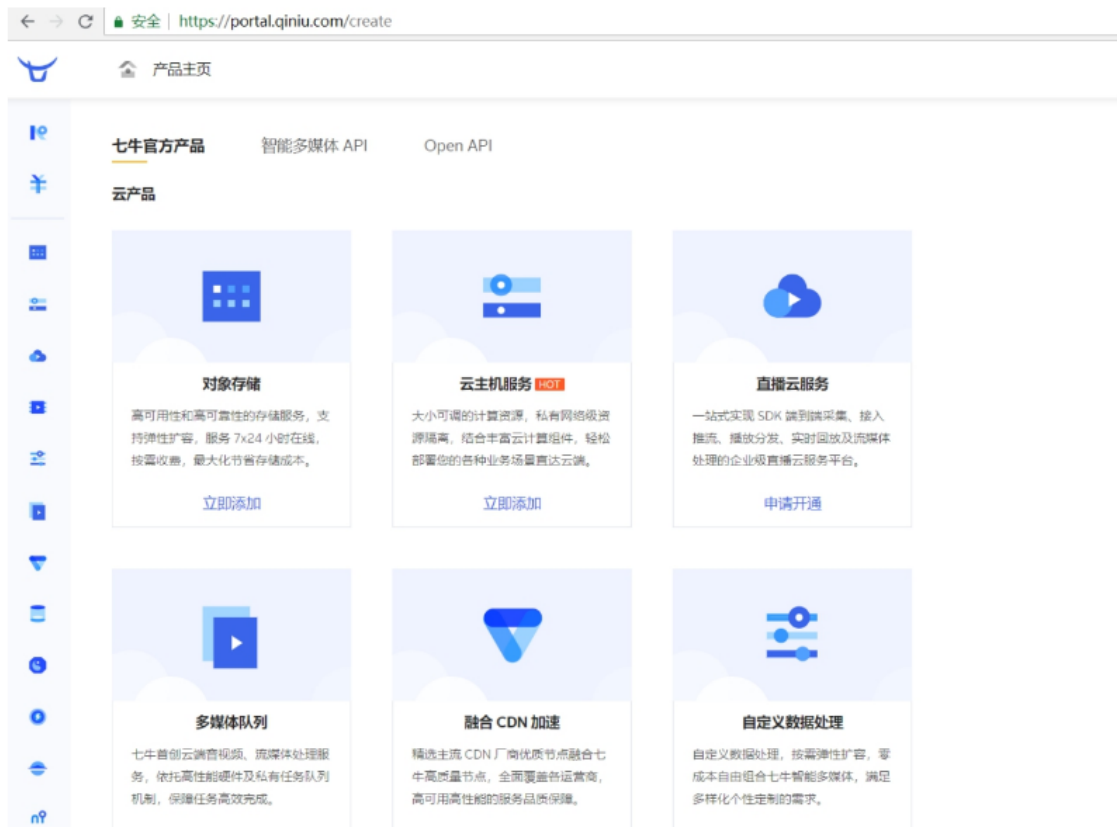 安全 | https://portal.qiniu.com/create
产品主页
七牛官方产品 智能多媒体 API Open API
云产品
对象存储
高可用性和高可靠性的存储服务，支
持弹性扩容，服务 7x24 小时在线，
按需收费，最大化节省存储成本。
立即添加
云主机服务 HOT
大小可调的计算资源，私有网络级资
源隔离，结合丰富云计算组件，轻松
部署您的各种业务场景直达云端。
立即添加
直播云服务
一站式实现 SDK 端到端采集、接入
推流、播放分发、实时回放及流媒体
处理的企业级直播云服务平台。
申请开通
多媒体队列
七牛首创云端音视频、流媒体处理服
务，依托高性能硬件及私有任务队列
机制，保障任务高效完成。
融合 CDN 加速
精选主流 CDN 厂商优质节点融合七
牛高质量节点，全面覆盖各运营商，
高可用高性能的服务品质保障。
自定义数据处理
自定义数据处理，按需弹性扩容，零
成本自由组合七牛智能多媒体，满足
多样化个性定制的需求。